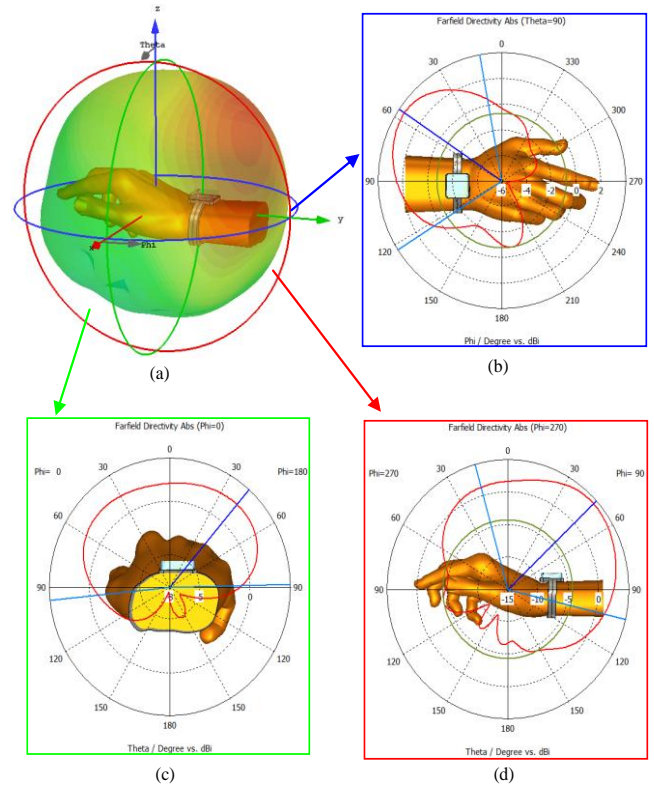 z
Theta
y
x
Phi
(a)
Farfield Directivity Abs (Theta=90)
0
30
330
60
300
90
-6
-4
-2
0
2
270
120
240
150
210
180
Phi / Degree vs. dBi
(b)
Farfield Directivity Abs (Phi=0)
0
Phi= 0
30
30
Phi=180
60
60
90
-5
0
90
120
120
150
150
180
Theta / Degree vs. dBi
(c)
Farfield Directivity Abs (Phi=270)
0
Phi=270
30
30
Phi= 90
60
60
90
-15
-10
-5
0
90
120
120
150
150
180
Theta / Degree vs. dBi
(d)